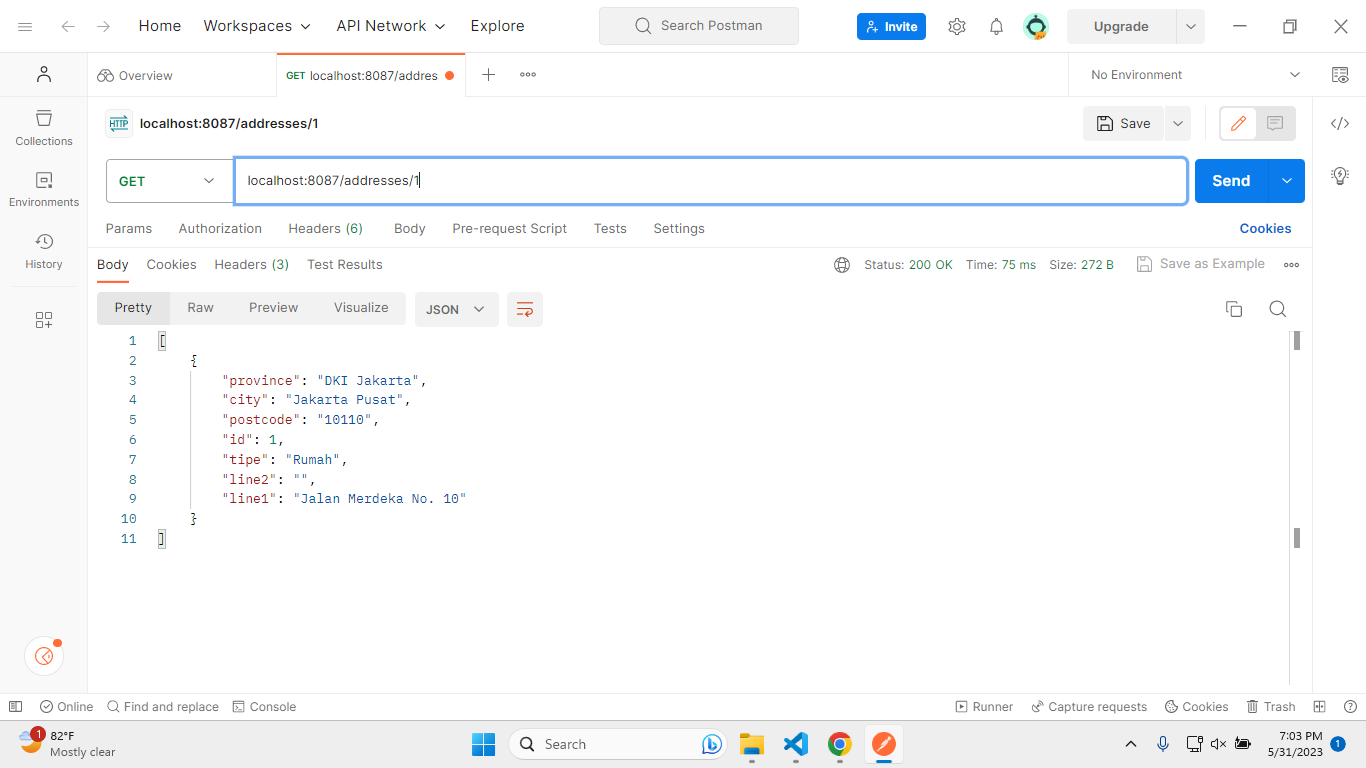 Home Workspaces API Network Explore Search Postman Invite Upgrade
Overview GET localhost:8087/addres No Environment
HTTP localhost:8087/addresses/1 Save
Collections
GET localhost:8087/addresses/1 Send
Environments
Params Authorization Headers (6) Body Pre-request Script Tests Settings Cookies
History
Body Cookies Headers (3) Test Results Status: 200 OK Time: 75 ms Size: 272 B Save as Example
Pretty Raw Preview Visualize JSON
1 [
2 {
3 "province": "DKI Jakarta",
4 "city": "Jakarta Pusat",
5 "postcode": "10110",
6 "id": 1,
7 "tipe": "Rumah",
8 "line2": "",
9 "line1": "Jalan Merdeka No. 10"
10 }
11 ]
Online Find and replace Console Runner Capture requests Cookies Trash
1 82°F
Mostly clear
Search
7:03 PM
5/31/2023 1